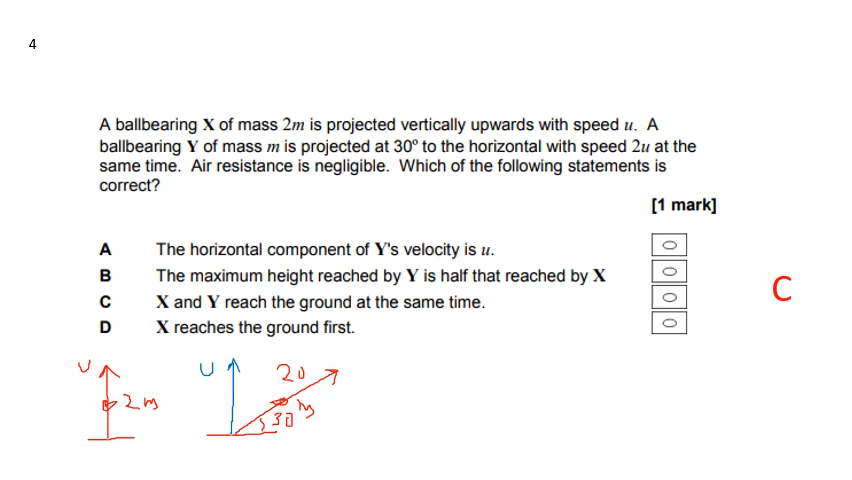 4
A ballbearing X of mass 2m is projected vertically upwards with speed u. A
ballbearing Y of mass m is projected at 30° to the horizontal with speed 2u at the
same time. Air resistance is negligible. Which of the following statements is
correct?
[1 mark]
A The horizontal component of Y's velocity is u.
B The maximum height reached by Y is half that reached by X
C X and Y reach the ground at the same time.
D X reaches the ground first.
C
U
2m
U
2U
m
30